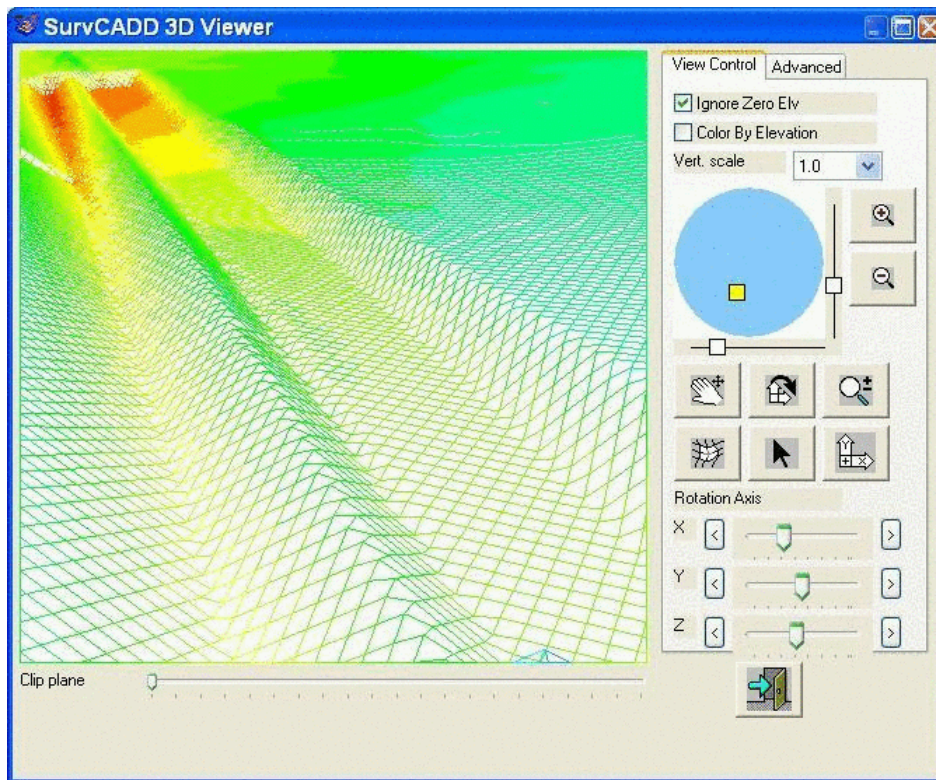 SurvCADD 3D Viewer
View Control
Advanced
Ignore Zero Elv
Color By Elevation
Vert. scale
1.0
Rotation Axis
X
Y
Z
Clip plane